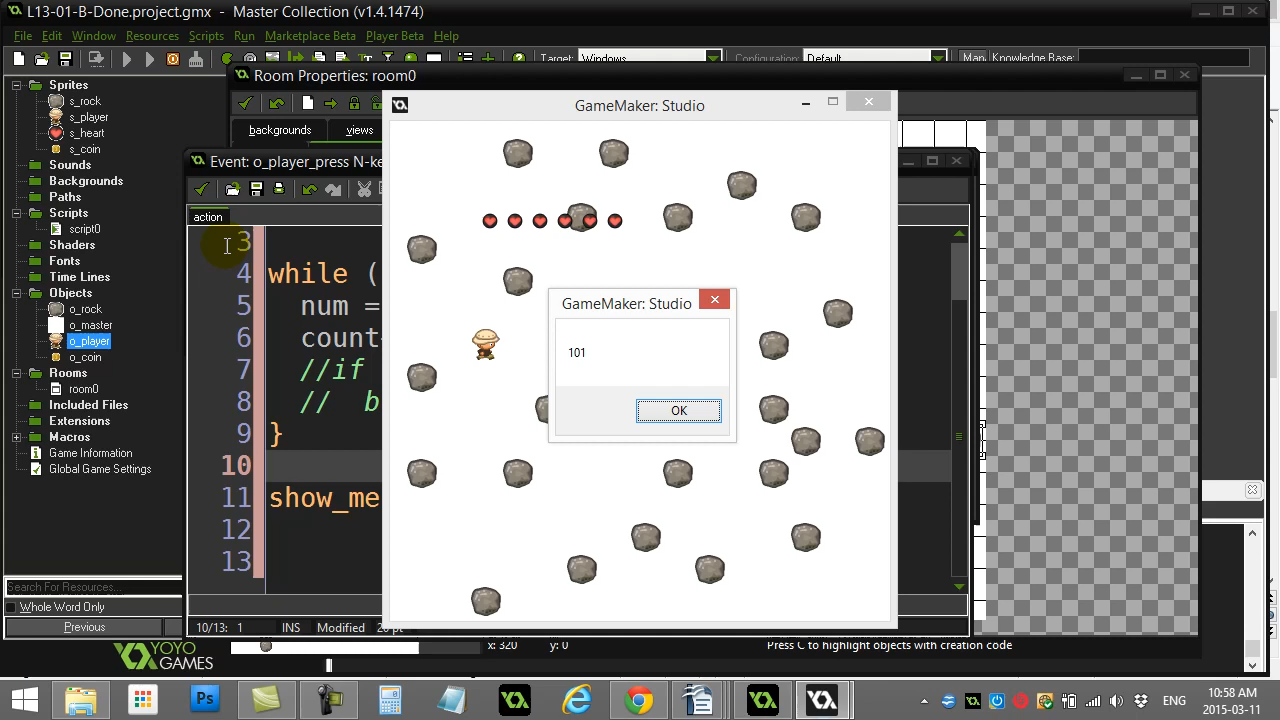 L13-01-B-Done.project.gmx - Master Collection (v1.4.1474)
File Edit Window Resources Scripts Run Marketplace Beta Player Beta Help
Target: Windows Configuration: Default Man Knowledge Base:
Sprites
s_rock
s_player
s_heart
s_coin
Sounds
Backgrounds
Paths
Scripts
script0
Shaders
Fonts
Time Lines
Objects
o_rock
o_master
o_player
o_coin
Rooms
room0
Included Files
Extensions
Macros
Game Information
Global Game Settings
Search For Resources...
Whole Word Only
Previous
Room Properties: room0
backgrounds views
Event: o_player_press N-ke
action
3
4 while (
5 num =
6 count
7 //if
8 // b
9 }
10
11 show_me
12
13
10/13: 1 INS Modified 20 pt
GameMaker: Studio
GameMaker: Studio
101
OK
YOYO
GAMES
x: 320 y: 0 Press C to highlight objects with creation code
Ps
ENG
10:58 AM
2015-03-11